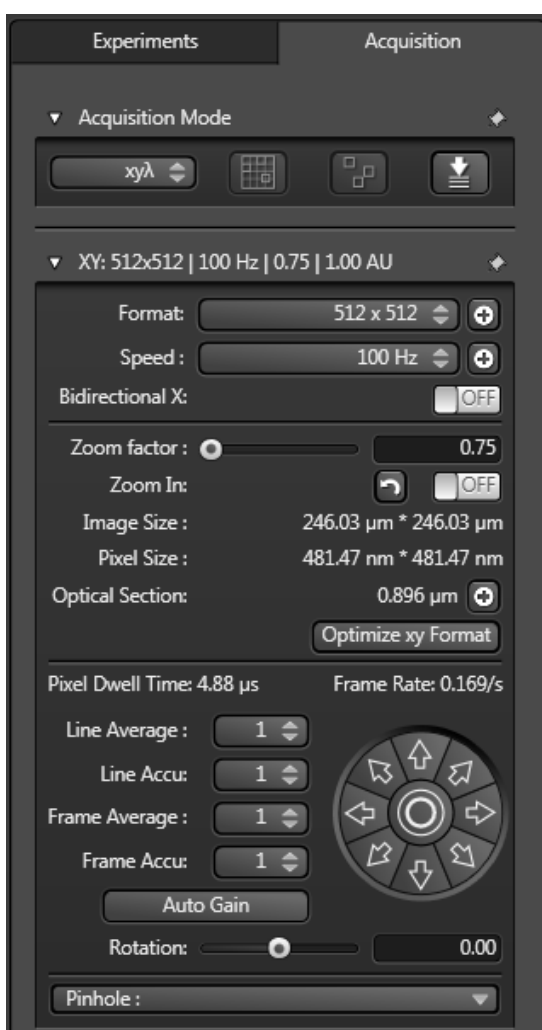 Experiments Acquisition
Acquisition Mode
xyλ
XY: 512x512 | 100 Hz | 0.75 | 1.00 AU
Format: 512 x 512
Speed : 100 Hz
Bidirectional X: OFF
Zoom factor : 0.75
Zoom In: OFF
Image Size : 246.03 µm * 246.03 µm
Pixel Size : 481.47 nm * 481.47 nm
Optical Section: 0.896 µm
Optimize xy Format
Pixel Dwell Time: 4.88 µs Frame Rate: 0.169/s
Line Average : 1
Line Accu: 1
Frame Average : 1
Frame Accu: 1
Auto Gain
Rotation: 0.00
Pinhole :